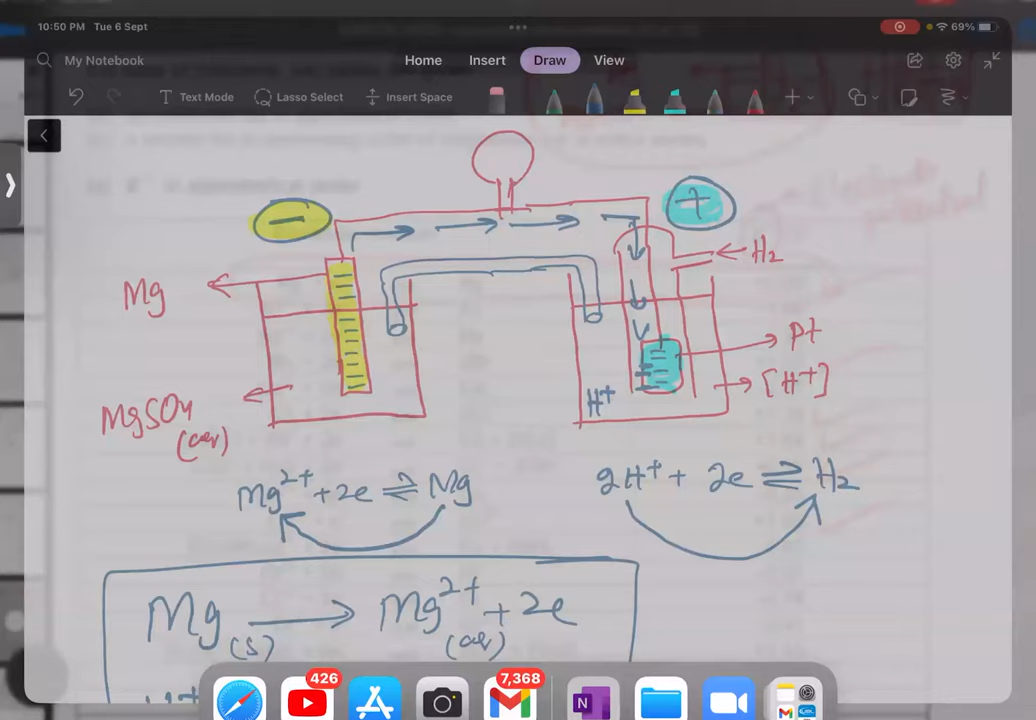 10:50 PM Tue 6 Sept
69%
My Notebook
Home Insert Draw View
Text Mode
Lasso Select
Insert Space
−
+
H2
Mg
Pt
[H+]
H+
MgSO4
(aq)
Mg2+ + 2e ⇌ Mg
2H+ + 2e ⇌ H2
Mg(s) → Mg2+(aq) + 2e
426
7,368
N